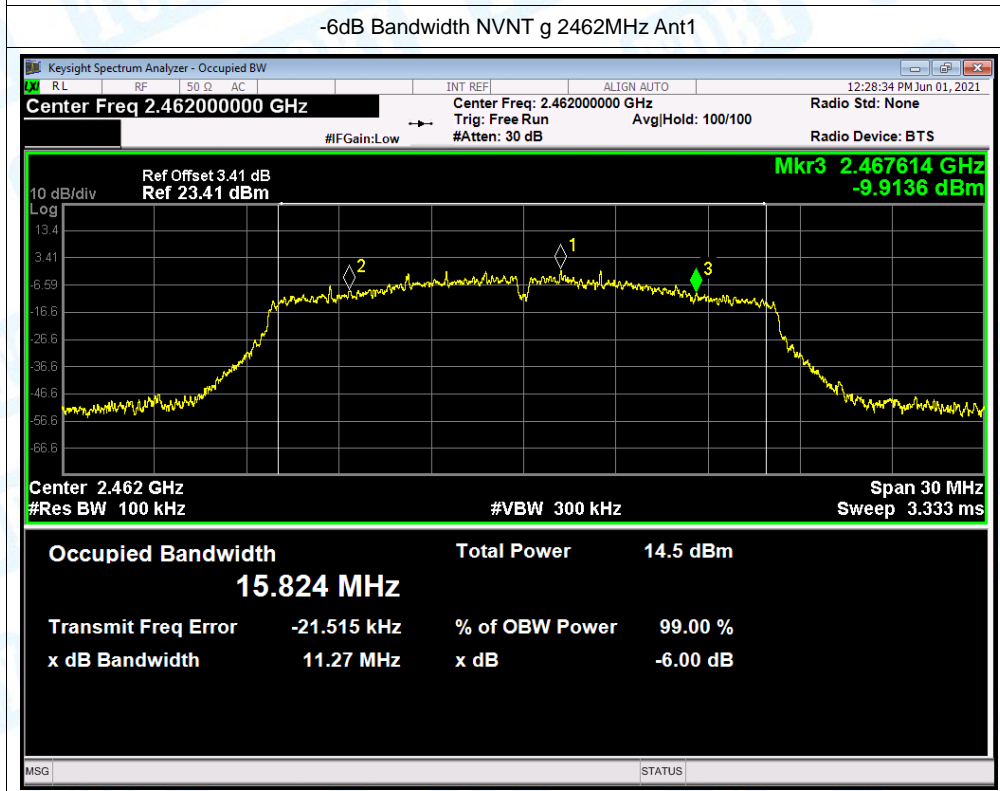 -6dB Bandwidth NVNT g 2462MHz Ant1
Keysight Spectrum Analyzer - Occupied BW
LXI RL RF 50 Ω AC INT REF ALIGN AUTO 12:28:34 PM Jun 01, 2021
Center Freq 2.462000000 GHz Center Freq: 2.462000000 GHz Radio Std: None
Trig: Free Run Avg|Hold: 100/100
#IFGain:Low #Atten: 30 dB Radio Device: BTS
Mkr3 2.467614 GHz
-9.9136 dBm
Ref Offset 3.41 dB
10 dB/div Ref 23.41 dBm
Log
13.4
3.41
-6.59
-16.6
-26.6
-36.6
-46.6
-56.6
-66.6
2
1
3
Center 2.462 GHz Span 30 MHz
#Res BW 100 kHz #VBW 300 kHz Sweep 3.333 ms
Occupied Bandwidth Total Power 14.5 dBm
15.824 MHz
Transmit Freq Error -21.515 kHz % of OBW Power 99.00 %
x dB Bandwidth 11.27 MHz x dB -6.00 dB
MSG STATUS